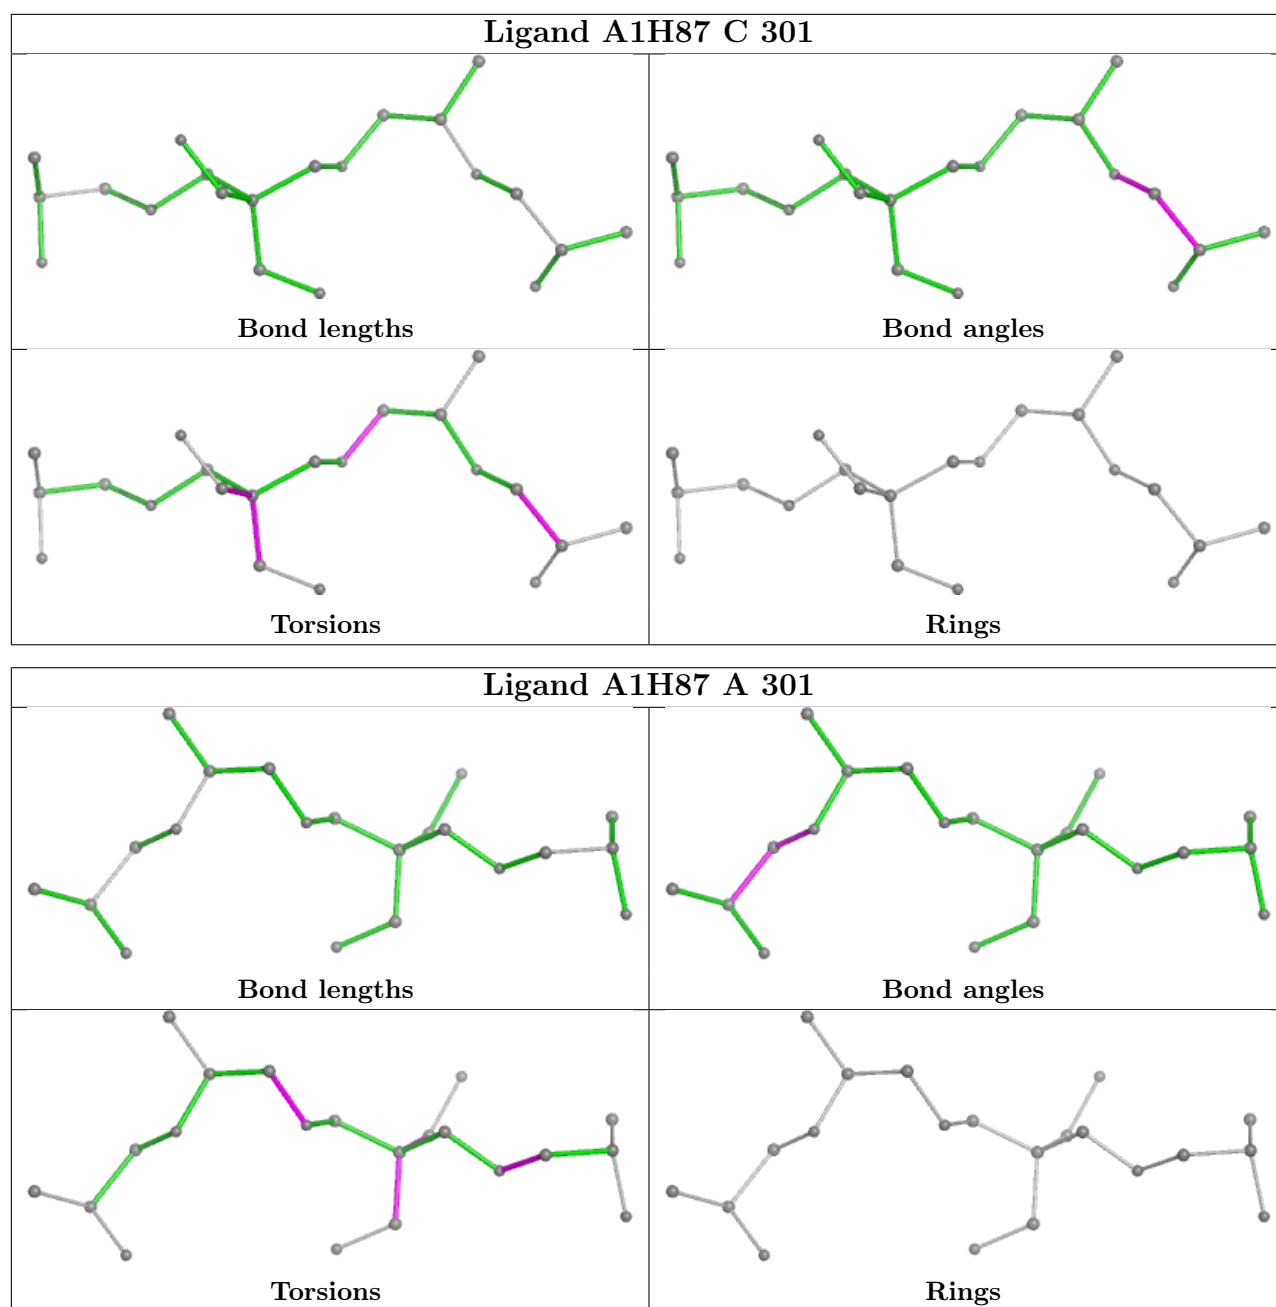 Ligand A1H87 C 301
Bond lengths
Bond angles
Torsions
Rings
Ligand A1H87 A 301
Bond lengths
Bond angles
Torsions
Rings